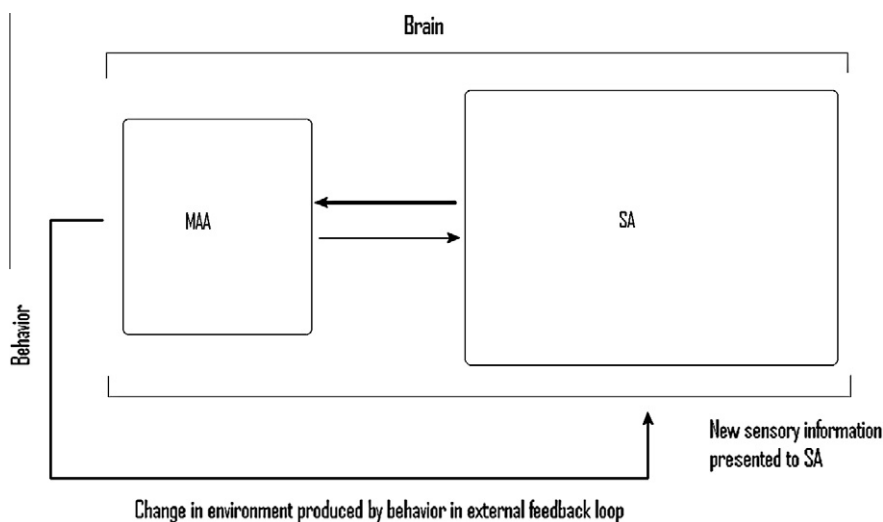 Brain
MAA
SA
Behavior
New sensory information
presented to SA
Change in environment produced by behavior in external feedback loop